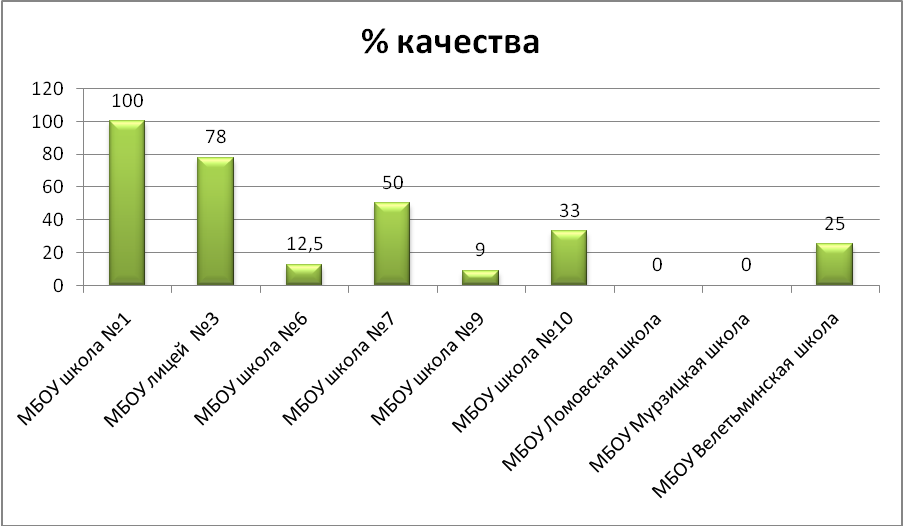 % качества
120
100
80
60
40
20
0
100
78
12,5
50
9
33
0
0
25
МБОУ школа №1
МБОУ лицей №3
МБОУ школа №6
МБОУ школа №7
МБОУ школа №9
МБОУ школа №10
МБОУ Ломовская школа
МБОУ Мурзицкая школа
МБОУ Велетьминская школа